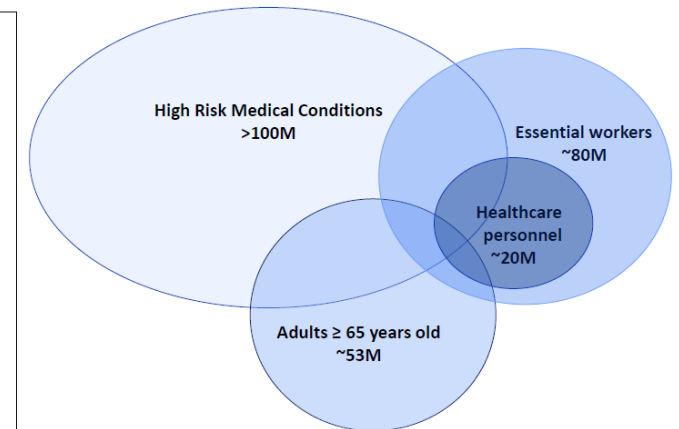 High Risk Medical Conditions
>100M
Essential workers
~80M
Healthcare
personnel
~20M
Adults ≥ 65 years old
~53M